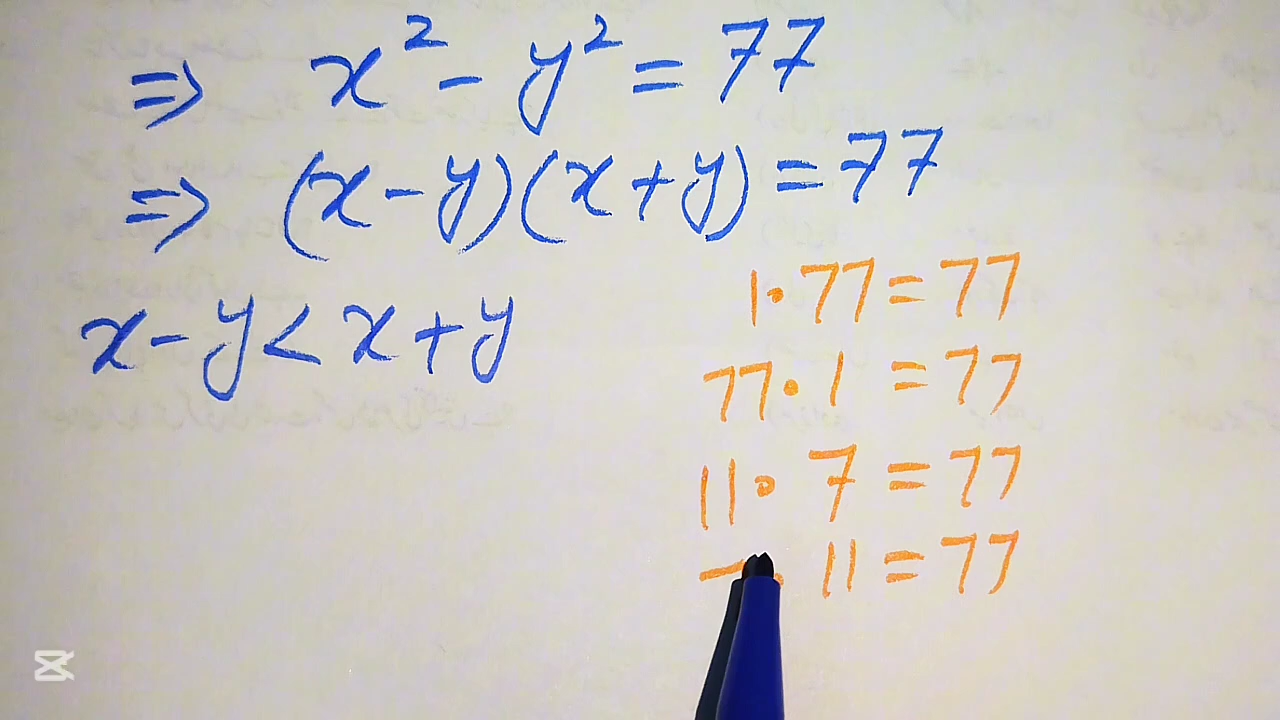 ⇒ x² - y² = 77
⇒ (x-y)(x+y) = 77
x-y < x+y
1·77 = 77
77·1 = 77
11·7 = 77
11 = 77